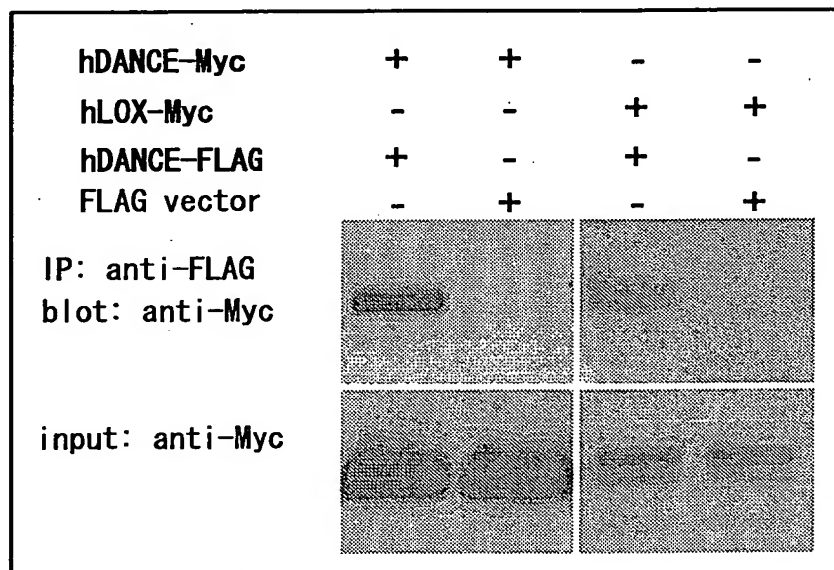 hDANCE-Myc + + - -
hLOX-Myc - - + +
hDANCE-FLAG + - + -
FLAG vector - + - +
IP: anti-FLAG
blot: anti-Myc
input: anti-Myc